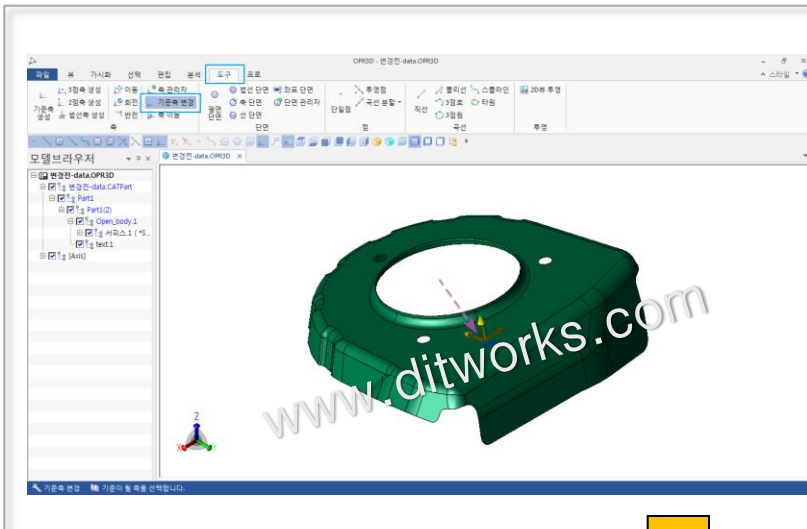 OPR3D - 변경전-data.OPR3D
파일 뷰 가시화 선택 편집 분석 도구 프로
스타일
기준축 생성
3점축 생성 이동 축 관리자
2점축 생성 회전 기준축 변경
법선축 생성 반전 축 이동
축
평면 단면
법선 단면 좌표 단면
축 단면 단면 관리자
선 단면
단면
단일점
투영점
곡선 분할
점
직선
폴리선 스플라인
3점호 타원
3점원
곡선
2D뷰 투영
투영
모델브라우저
변경전-data.OPR3D
변경전-data.OPR3D
변경전-data.CATPart
Part1
Part1(2)
Open_body.1
서피스.1 ( *S...
text.1
[Axis]
www.ditworks.com
Z
X
Y
기준축 변경 기준이 될 축을 선택합니다.